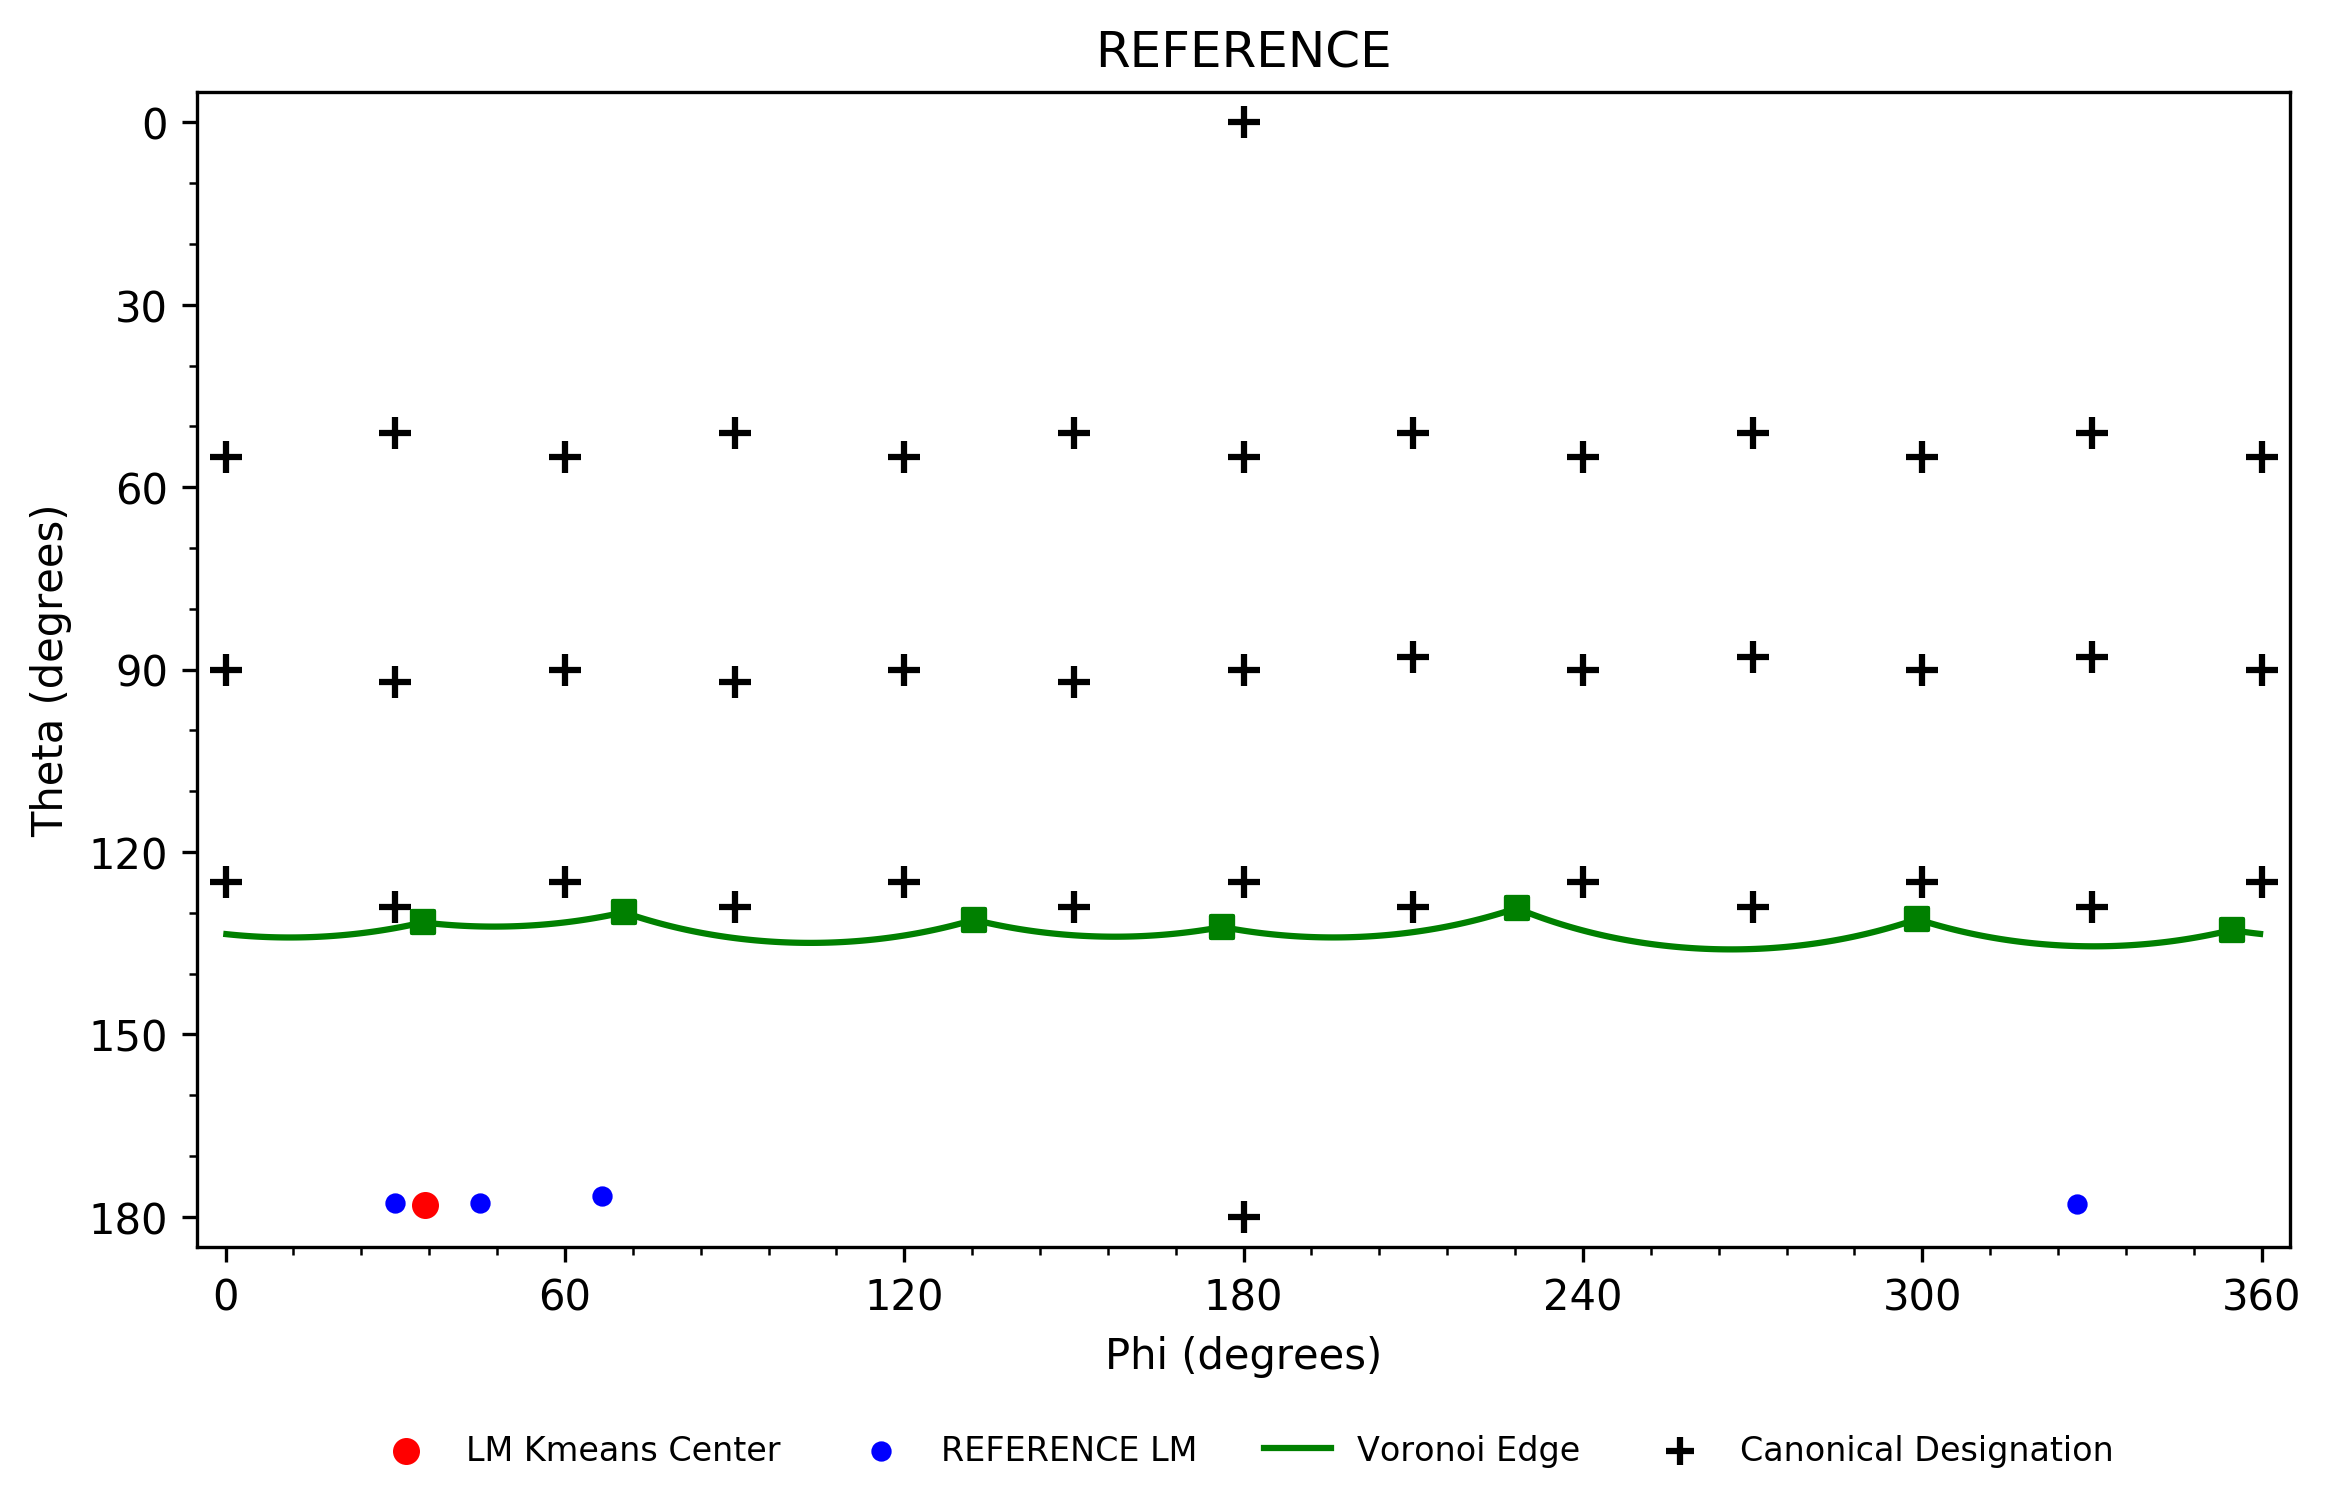 REFERENCE
0
30
60
90
120
150
180
Theta (degrees)
0 60 120 180 240 300 360
Phi (degrees)
LM Kmeans Center REFERENCE LM Voronoi Edge Canonical Designation